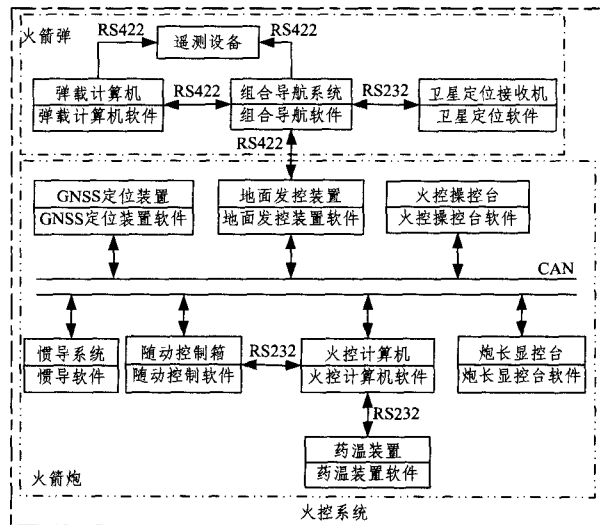 火箭弹
RS422
遥测设备
RS422
弹载计算机
弹载计算机软件
RS422
组合导航系统
组合导航软件
RS232
卫星定位接收机
卫星定位软件
RS422
GNSS定位装置
GNSS定位装置软件
地面发控装置
地面发控装置软件
火控操控台
火控操控台软件
CAN
惯导系统
惯导软件
随动控制箱
随动控制软件
RS232
火控计算机
火控计算机软件
炮长显控台
炮长显控台软件
RS232
药温装置
药温装置软件
火箭炮
火控系统